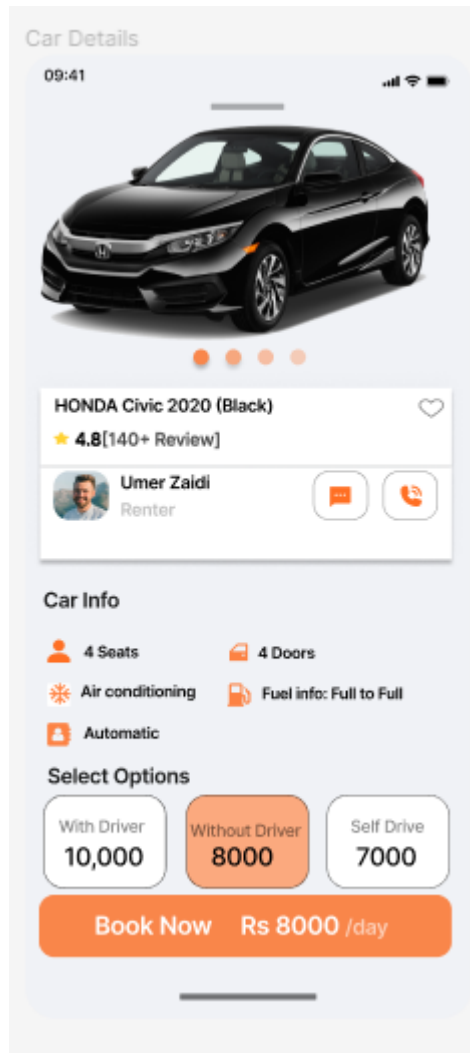 Car Details
09:41
HONDA Civic 2020 (Black)
4.8[140+ Review]
Umer Zaidi
Renter
Car Info
4 Seats 4 Doors
Air conditioning Fuel info: Full to Full
Automatic
Select Options
With Driver Without Driver Self Drive
10,000 8000 7000
Book Now Rs 8000 /day